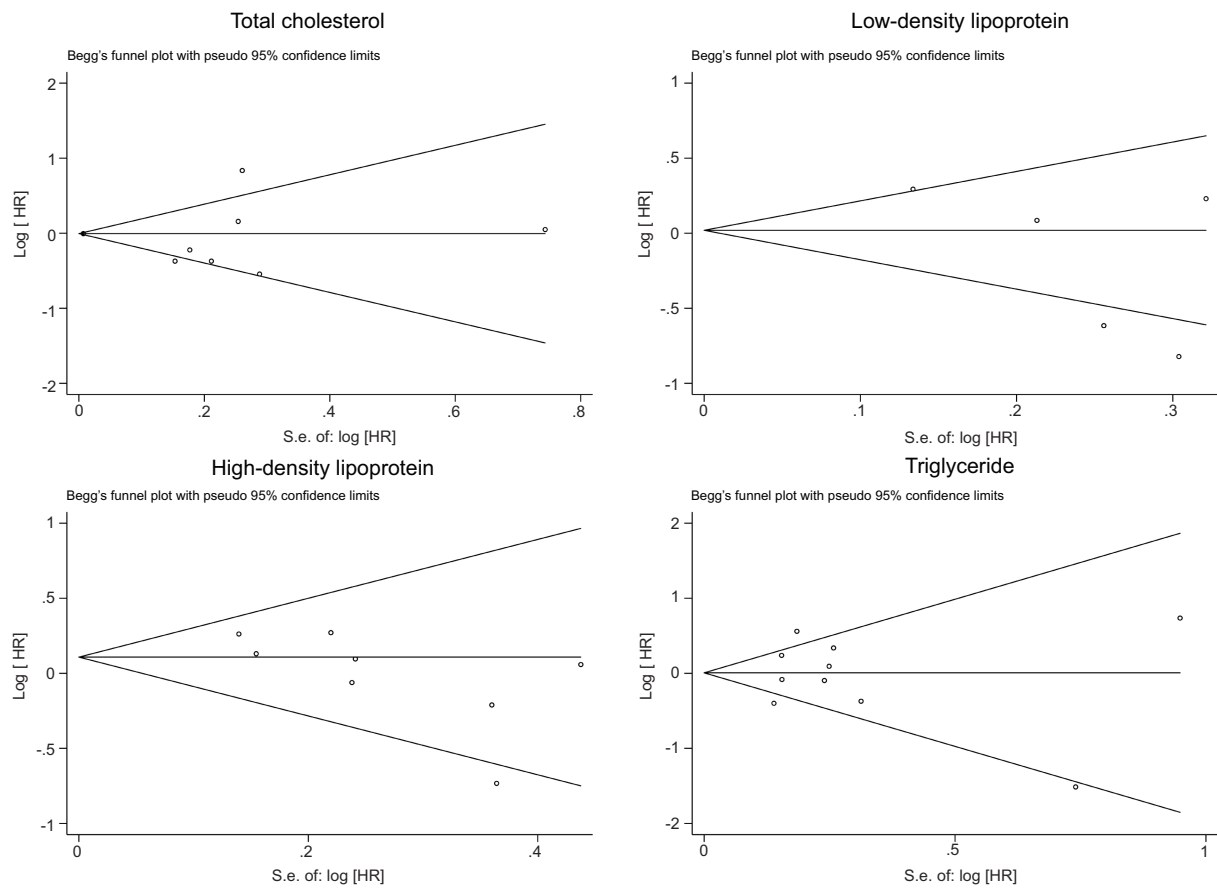 Total cholesterol
Begg's funnel plot with pseudo 95% confidence limits
Log [ HR]
2
1
0
-1
-2
0 .2 .4 .6 .8
S.e. of: log [HR]
Low-density lipoprotein
Begg's funnel plot with pseudo 95% confidence limits
Log [ HR]
1
.5
0
-.5
-1
0 .1 .2 .3
S.e. of: log [HR]
High-density lipoprotein
Begg's funnel plot with pseudo 95% confidence limits
Log [ HR]
1
.5
0
-.5
-1
0 .2 .4
S.e. of: log [HR]
Triglyceride
Begg's funnel plot with pseudo 95% confidence limits
Log [ HR]
2
1
0
-1
-2
0 .5 1
S.e. of: log [HR]